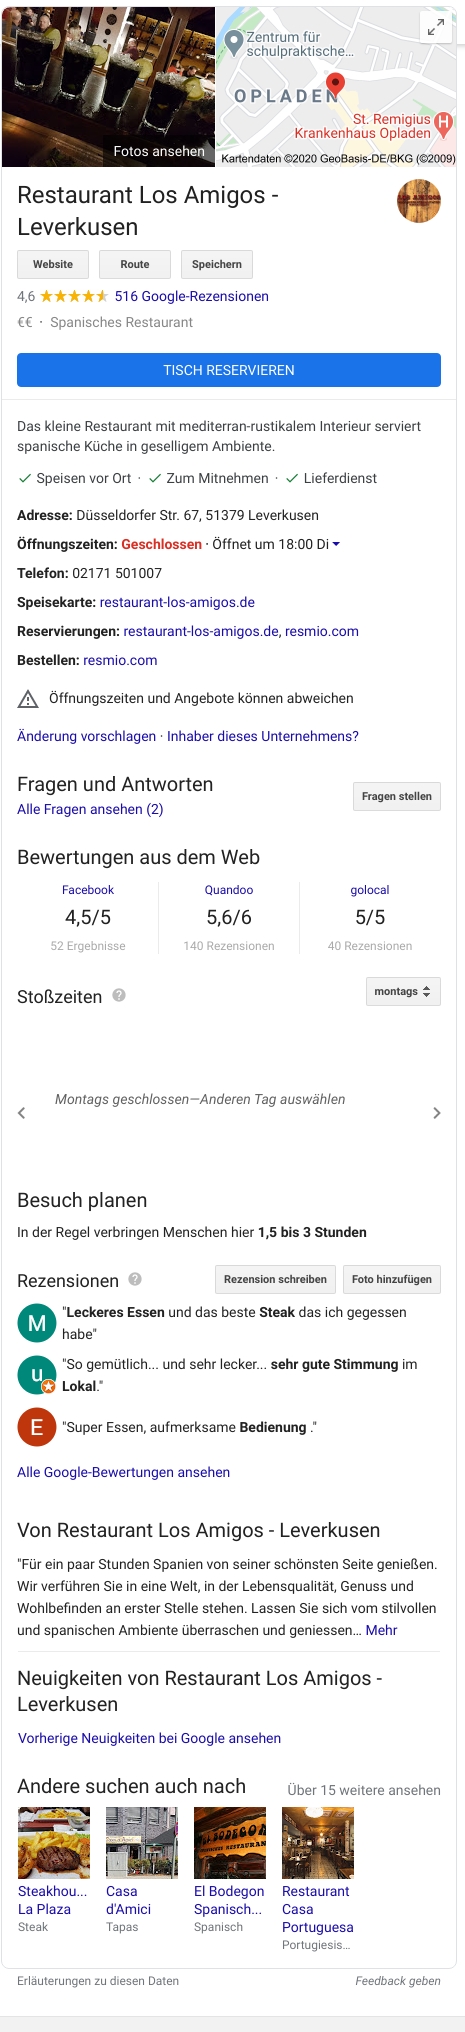 Zentrum für
schulpraktische...
OPLADEN
St. Remigius
Krankenhaus Opladen
H
Fotos ansehen
Kartendaten ©2020 GeoBasis-DE/BKG (©2009)
Restaurant Los Amigos -
Leverkusen
LOS AMIGOS
Website
Route
Speichern
4,6 516 Google-Rezensionen
€€ · Spanisches Restaurant
TISCH RESERVIEREN
Das kleine Restaurant mit mediterran-rustikalem Interieur serviert
spanische Küche in geselligem Ambiente.
Speisen vor Ort · Zum Mitnehmen · Lieferdienst
Adresse: Düsseldorfer Str. 67, 51379 Leverkusen
Öffnungszeiten: Geschlossen · Öffnet um 18:00 Di
Telefon: 02171 501007
Speisekarte: restaurant-los-amigos.de
Reservierungen: restaurant-los-amigos.de, resmio.com
Bestellen: resmio.com
Öffnungszeiten und Angebote können abweichen
Änderung vorschlagen · Inhaber dieses Unternehmens?
Fragen und Antworten
Alle Fragen ansehen (2)
Fragen stellen
Bewertungen aus dem Web
Facebook
4,5/5
52 Ergebnisse
Quandoo
5,6/6
140 Rezensionen
golocal
5/5
40 Rezensionen
Stoßzeiten ?
montags
Montags geschlossen—Anderen Tag auswählen
Besuch planen
In der Regel verbringen Menschen hier 1,5 bis 3 Stunden
Rezensionen ?
Rezension schreiben
Foto hinzufügen
M
"Leckeres Essen und das beste Steak das ich gegessen
habe"
u
"So gemütlich... und sehr lecker... sehr gute Stimmung im
Lokal."
E
"Super Essen, aufmerksame Bedienung ."
Alle Google-Bewertungen ansehen
Von Restaurant Los Amigos - Leverkusen
"Für ein paar Stunden Spanien von seiner schönsten Seite genießen.
Wir verführen Sie in eine Welt, in der Lebensqualität, Genuss und
Wohlbefinden an erster Stelle stehen. Lassen Sie sich vom stilvollen
und spanischen Ambiente überraschen und geniessen... Mehr
Neuigkeiten von Restaurant Los Amigos -
Leverkusen
Vorherige Neuigkeiten bei Google ansehen
Andere suchen auch nach
Über 15 weitere ansehen
Steakhou...
La Plaza
Steak
Casa
d'Amici
Tapas
EL BODEGON
El Bodegon
Spanisch...
Spanisch
Restaurant
Casa
Portuguesa
Portugiesis...
Erläuterungen zu diesen Daten
Feedback geben